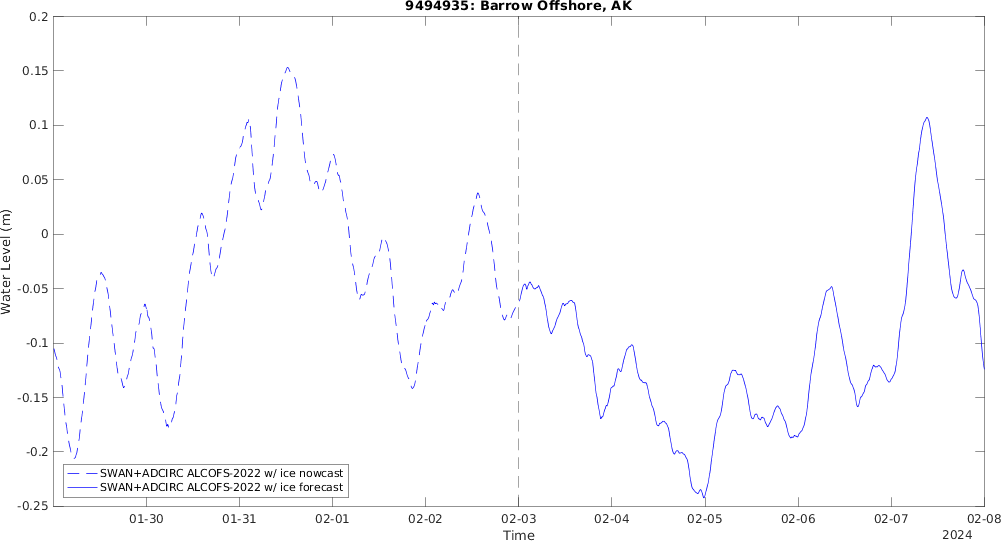 9494935: Barrow Offshore, AK
0.2
0.15
0.1
0.05
0
-0.05
-0.1
-0.15
-0.2
-0.25
Water Level (m)
SWAN+ADCIRC ALCOFS-2022 w/ ice nowcast
SWAN+ADCIRC ALCOFS-2022 w/ ice forecast
01-30 01-31 02-01 02-02 02-03 02-04 02-05 02-06 02-07 02-08
Time
2024